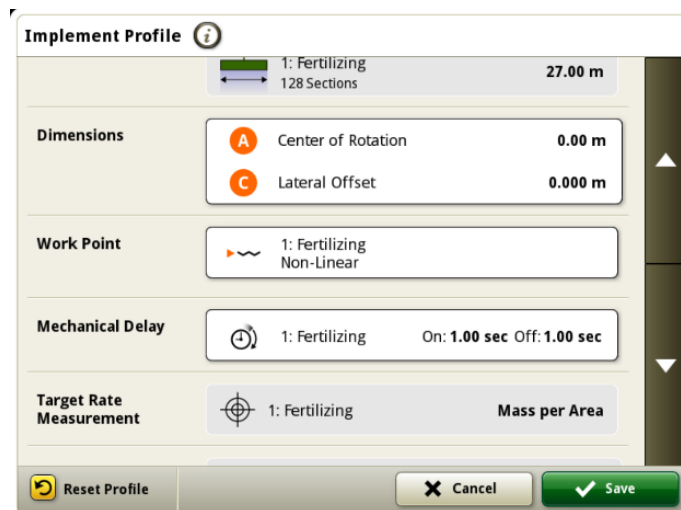 Implement Profile i
1: Fertilizing 27.00 m
128 Sections
Dimensions
A Center of Rotation 0.00 m
C Lateral Offset 0.000 m
Work Point
1: Fertilizing
Non-Linear
Mechanical Delay
1: Fertilizing On: 1.00 sec Off: 1.00 sec
Target Rate
Measurement
1: Fertilizing Mass per Area
Reset Profile Cancel Save